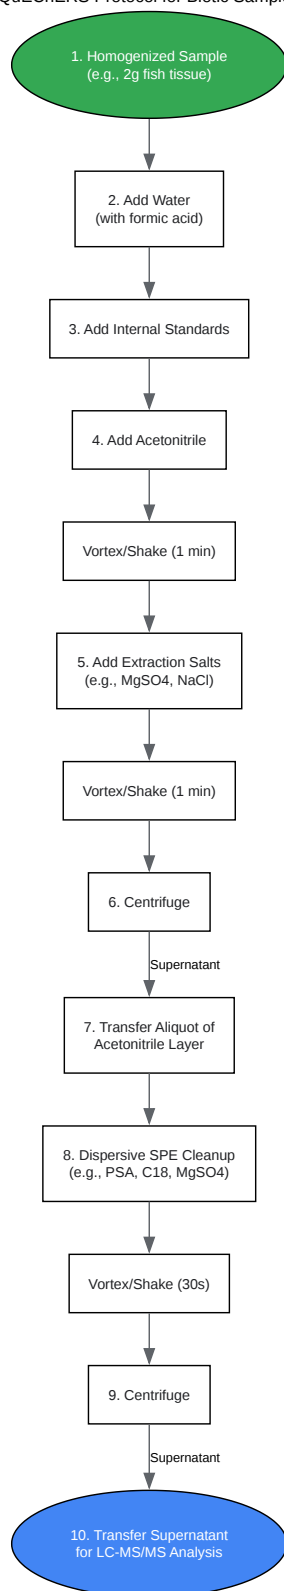 QuEChERS Protocol for Biotic Sample
1. Homogenized Sample
(e.g., 2g fish tissue)
2. Add Water
(with formic acid)
3. Add Internal Standards
4. Add Acetonitrile
Vortex/Shake (1 min)
5. Add Extraction Salts
(e.g., MgSO4, NaCl)
Vortex/Shake (1 min)
6. Centrifuge
Supernatant
7. Transfer Aliquot of
Acetonitrile Layer
8. Dispersive SPE Cleanup
(e.g., PSA, C18, MgSO4)
Vortex/Shake (30s)
9. Centrifuge
Supernatant
10. Transfer Supernatant
for LC-MS/MS Analysis